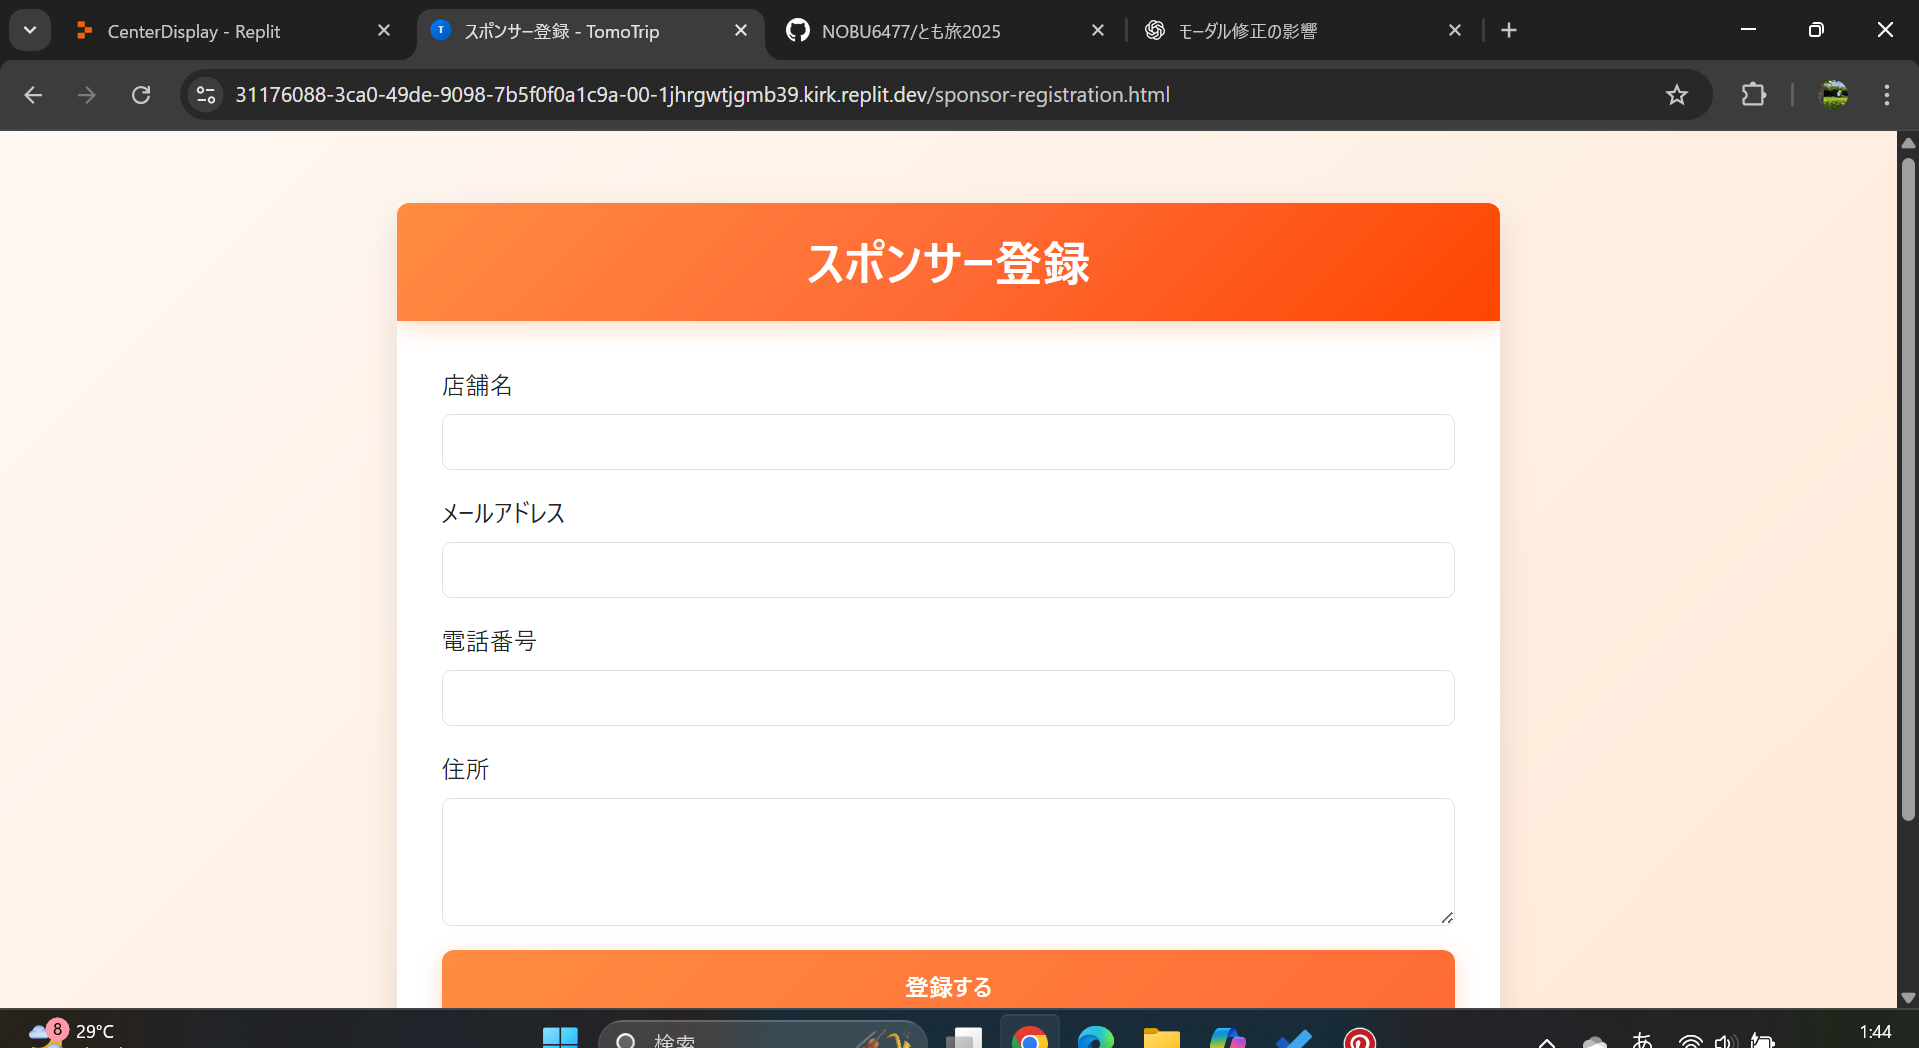 CenterDisplay - Replit
スポンサー登録 - TomoTrip
NOBU6477/とも旅2025
モーダル修正の影響
31176088-3ca0-49de-9098-7b5f0f0a1c9a-00-1jhrgwtjgmb39.kirk.replit.dev/sponsor-registration.html
スポンサー登録
店舗名
メールアドレス
電話番号
住所
登録する
8
29°C
検索
あ
1:44